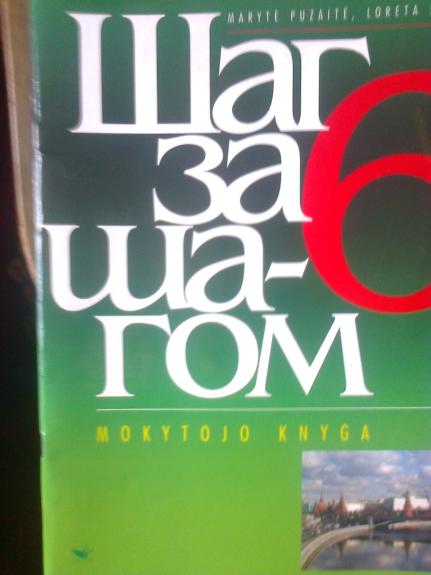 MARYTĖ PUZAITĖ, LORETA
Шаг
за
ша-
гом
6
MOKYTOJO KNYGA